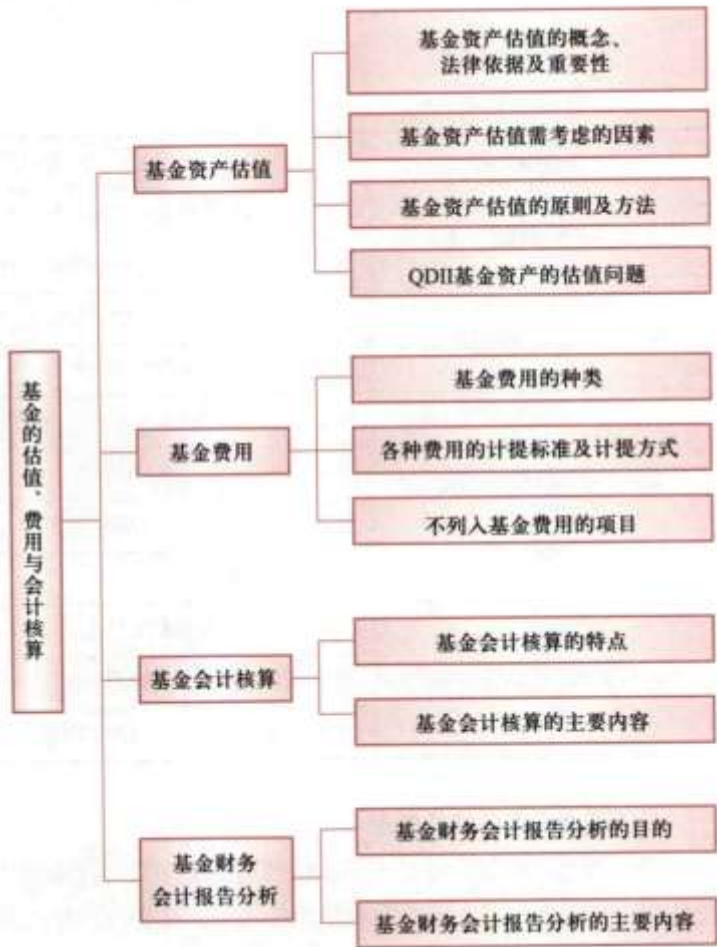 基金的估值、费用与会计核算
基金资产估值
基金资产估值的概念、
法律依据及重要性
基金资产估值需考虑的因素
基金资产估值的原则及方法
QDII基金资产的估值问题
基金费用
基金费用的种类
各种费用的计提标准及计提方式
不列入基金费用的项目
基金会计核算
基金会计核算的特点
基金会计核算的主要内容
基金财务
会计报告分析
基金财务会计报告分析的目的
基金财务会计报告分析的主要内容